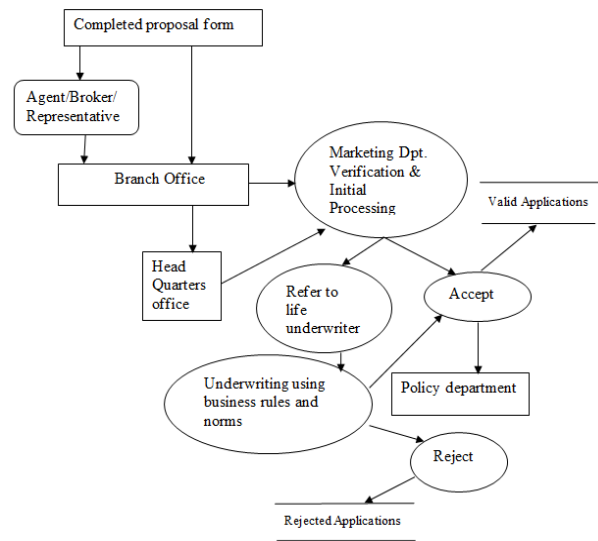 Completed proposal form
Agent/Broker/
Representative
Branch Office
Marketing Dpt.
Verification &
Initial
Processing
Valid Applications
Head
Quarters
office
Refer to
life
underwriter
Accept
Underwriting using
business rules and
norms
Policy department
Reject
Rejected Applications